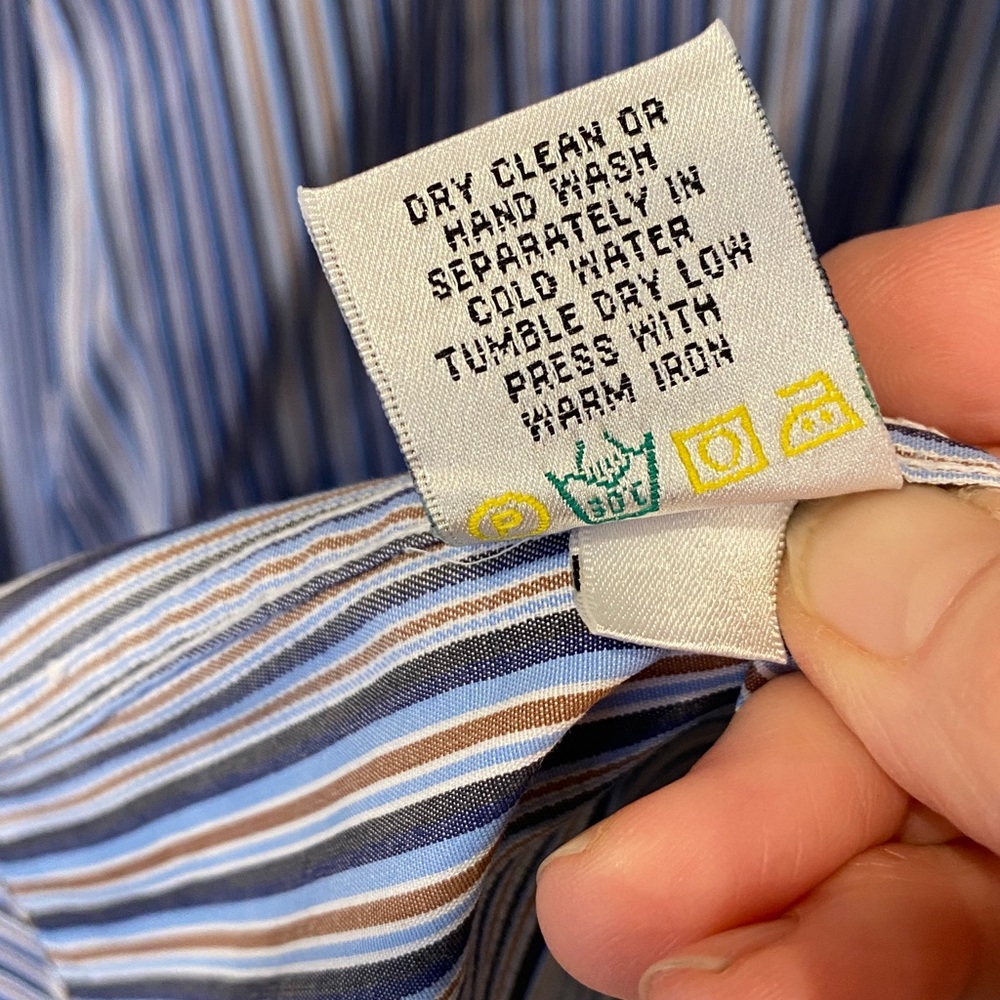 DRY CLEAN OR
HAND WASH
SEPARATELY IN
COLD WATER
TUMBLE DRY LOW
PRESS WITH
WARM IRON
P